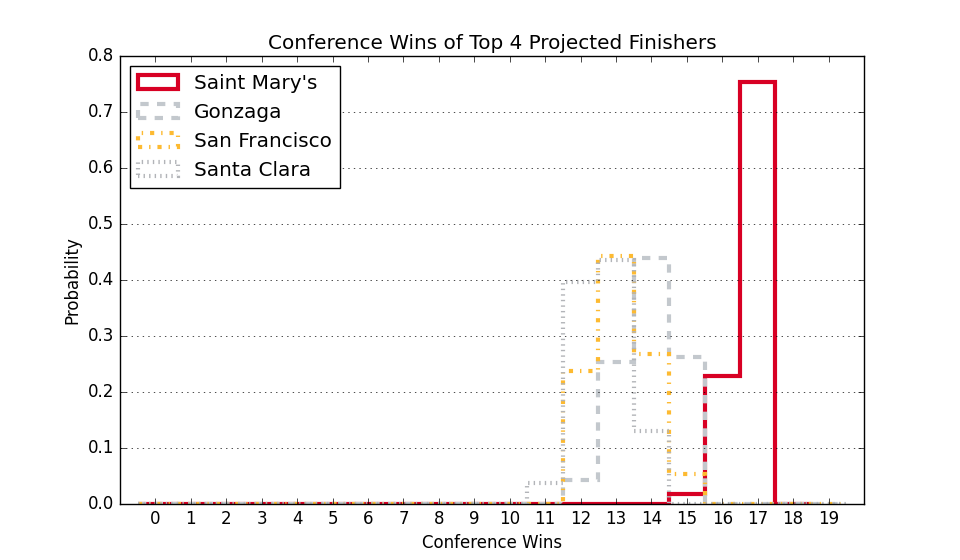 Conference Wins of Top 4 Projected Finishers
Saint Mary's
Gonzaga
San Francisco
Santa Clara
0.8
0.7
0.6
0.5
0.4
0.3
0.2
0.1
0.0
Probability
0 1 2 3 4 5 6 7 8 9 10 11 12 13 14 15 16 17 18 19
Conference Wins